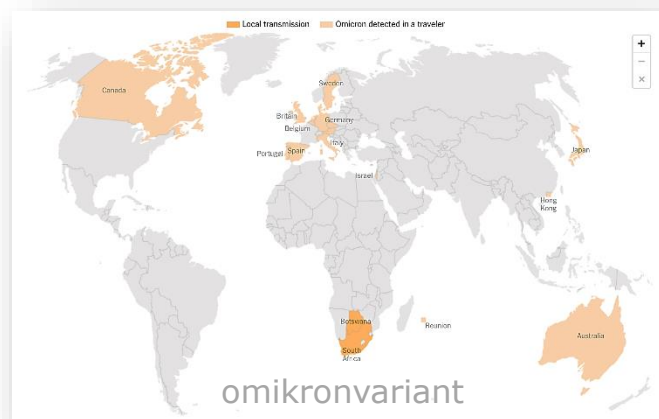 Local transmission Omicron detected in a traveler
+
−
×
Canada
Sweden
Britain
Germany
Belgium
Italy
Portugal Spain
Japan
Israel
Hong
Kong
Botswana
Reunion
South
Africa
Australia
omikronvariant